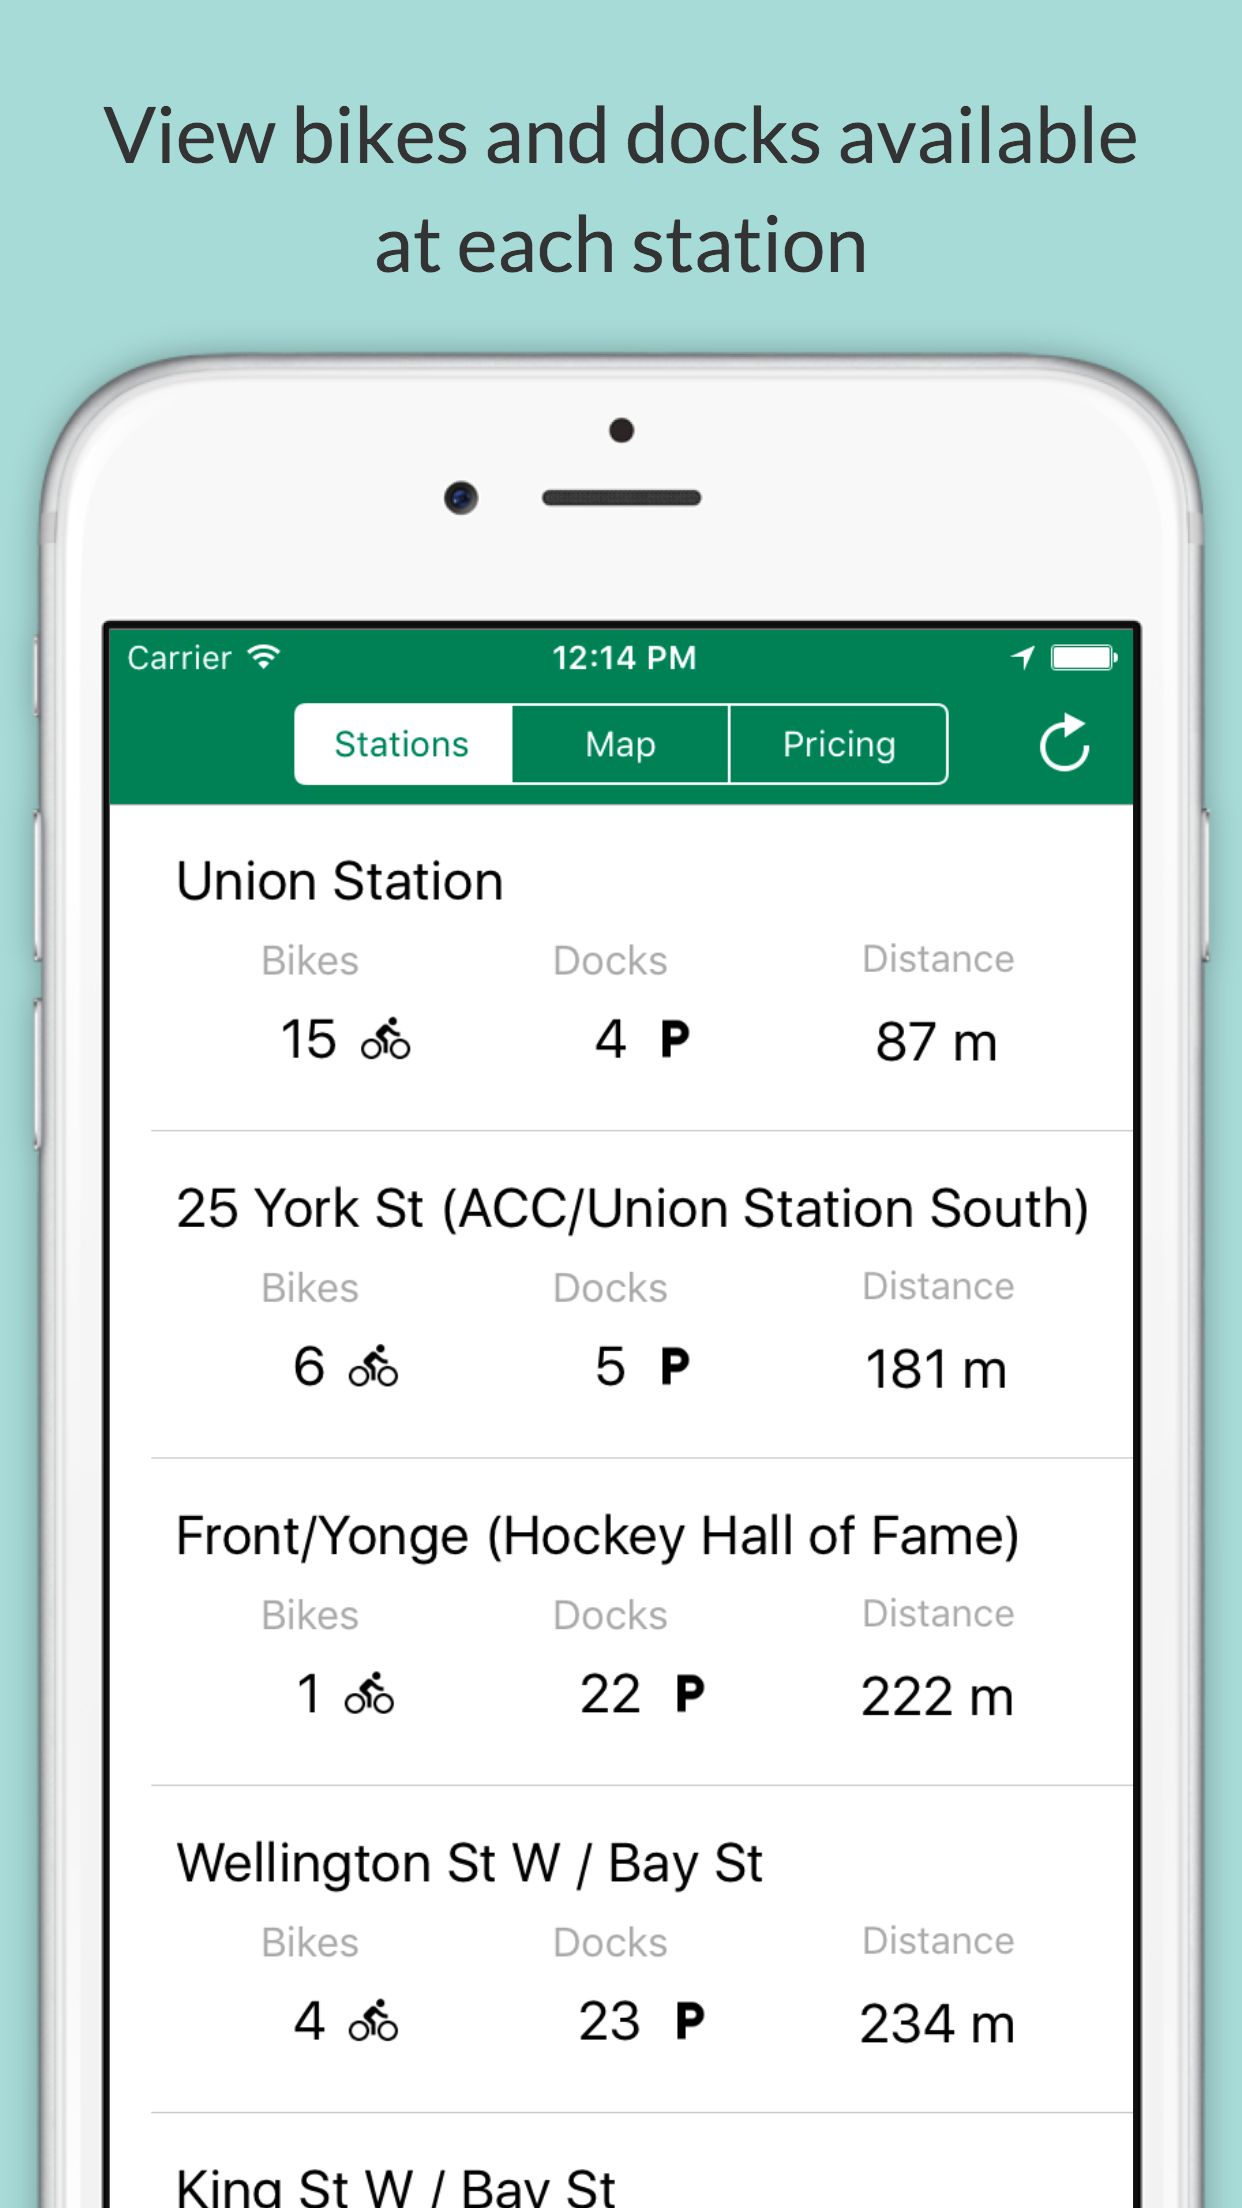 View bikes and docks available
at each station
Carrier 12:14 PM
Stations Map Pricing
Union Station
Bikes Docks Distance
15 4 P 87 m
25 York St (ACC/Union Station South)
Bikes Docks Distance
6 5 P 181 m
Front/Yonge (Hockey Hall of Fame)
Bikes Docks Distance
1 22 P 222 m
Wellington St W / Bay St
Bikes Docks Distance
4 23 P 234 m
King St W / Bay St